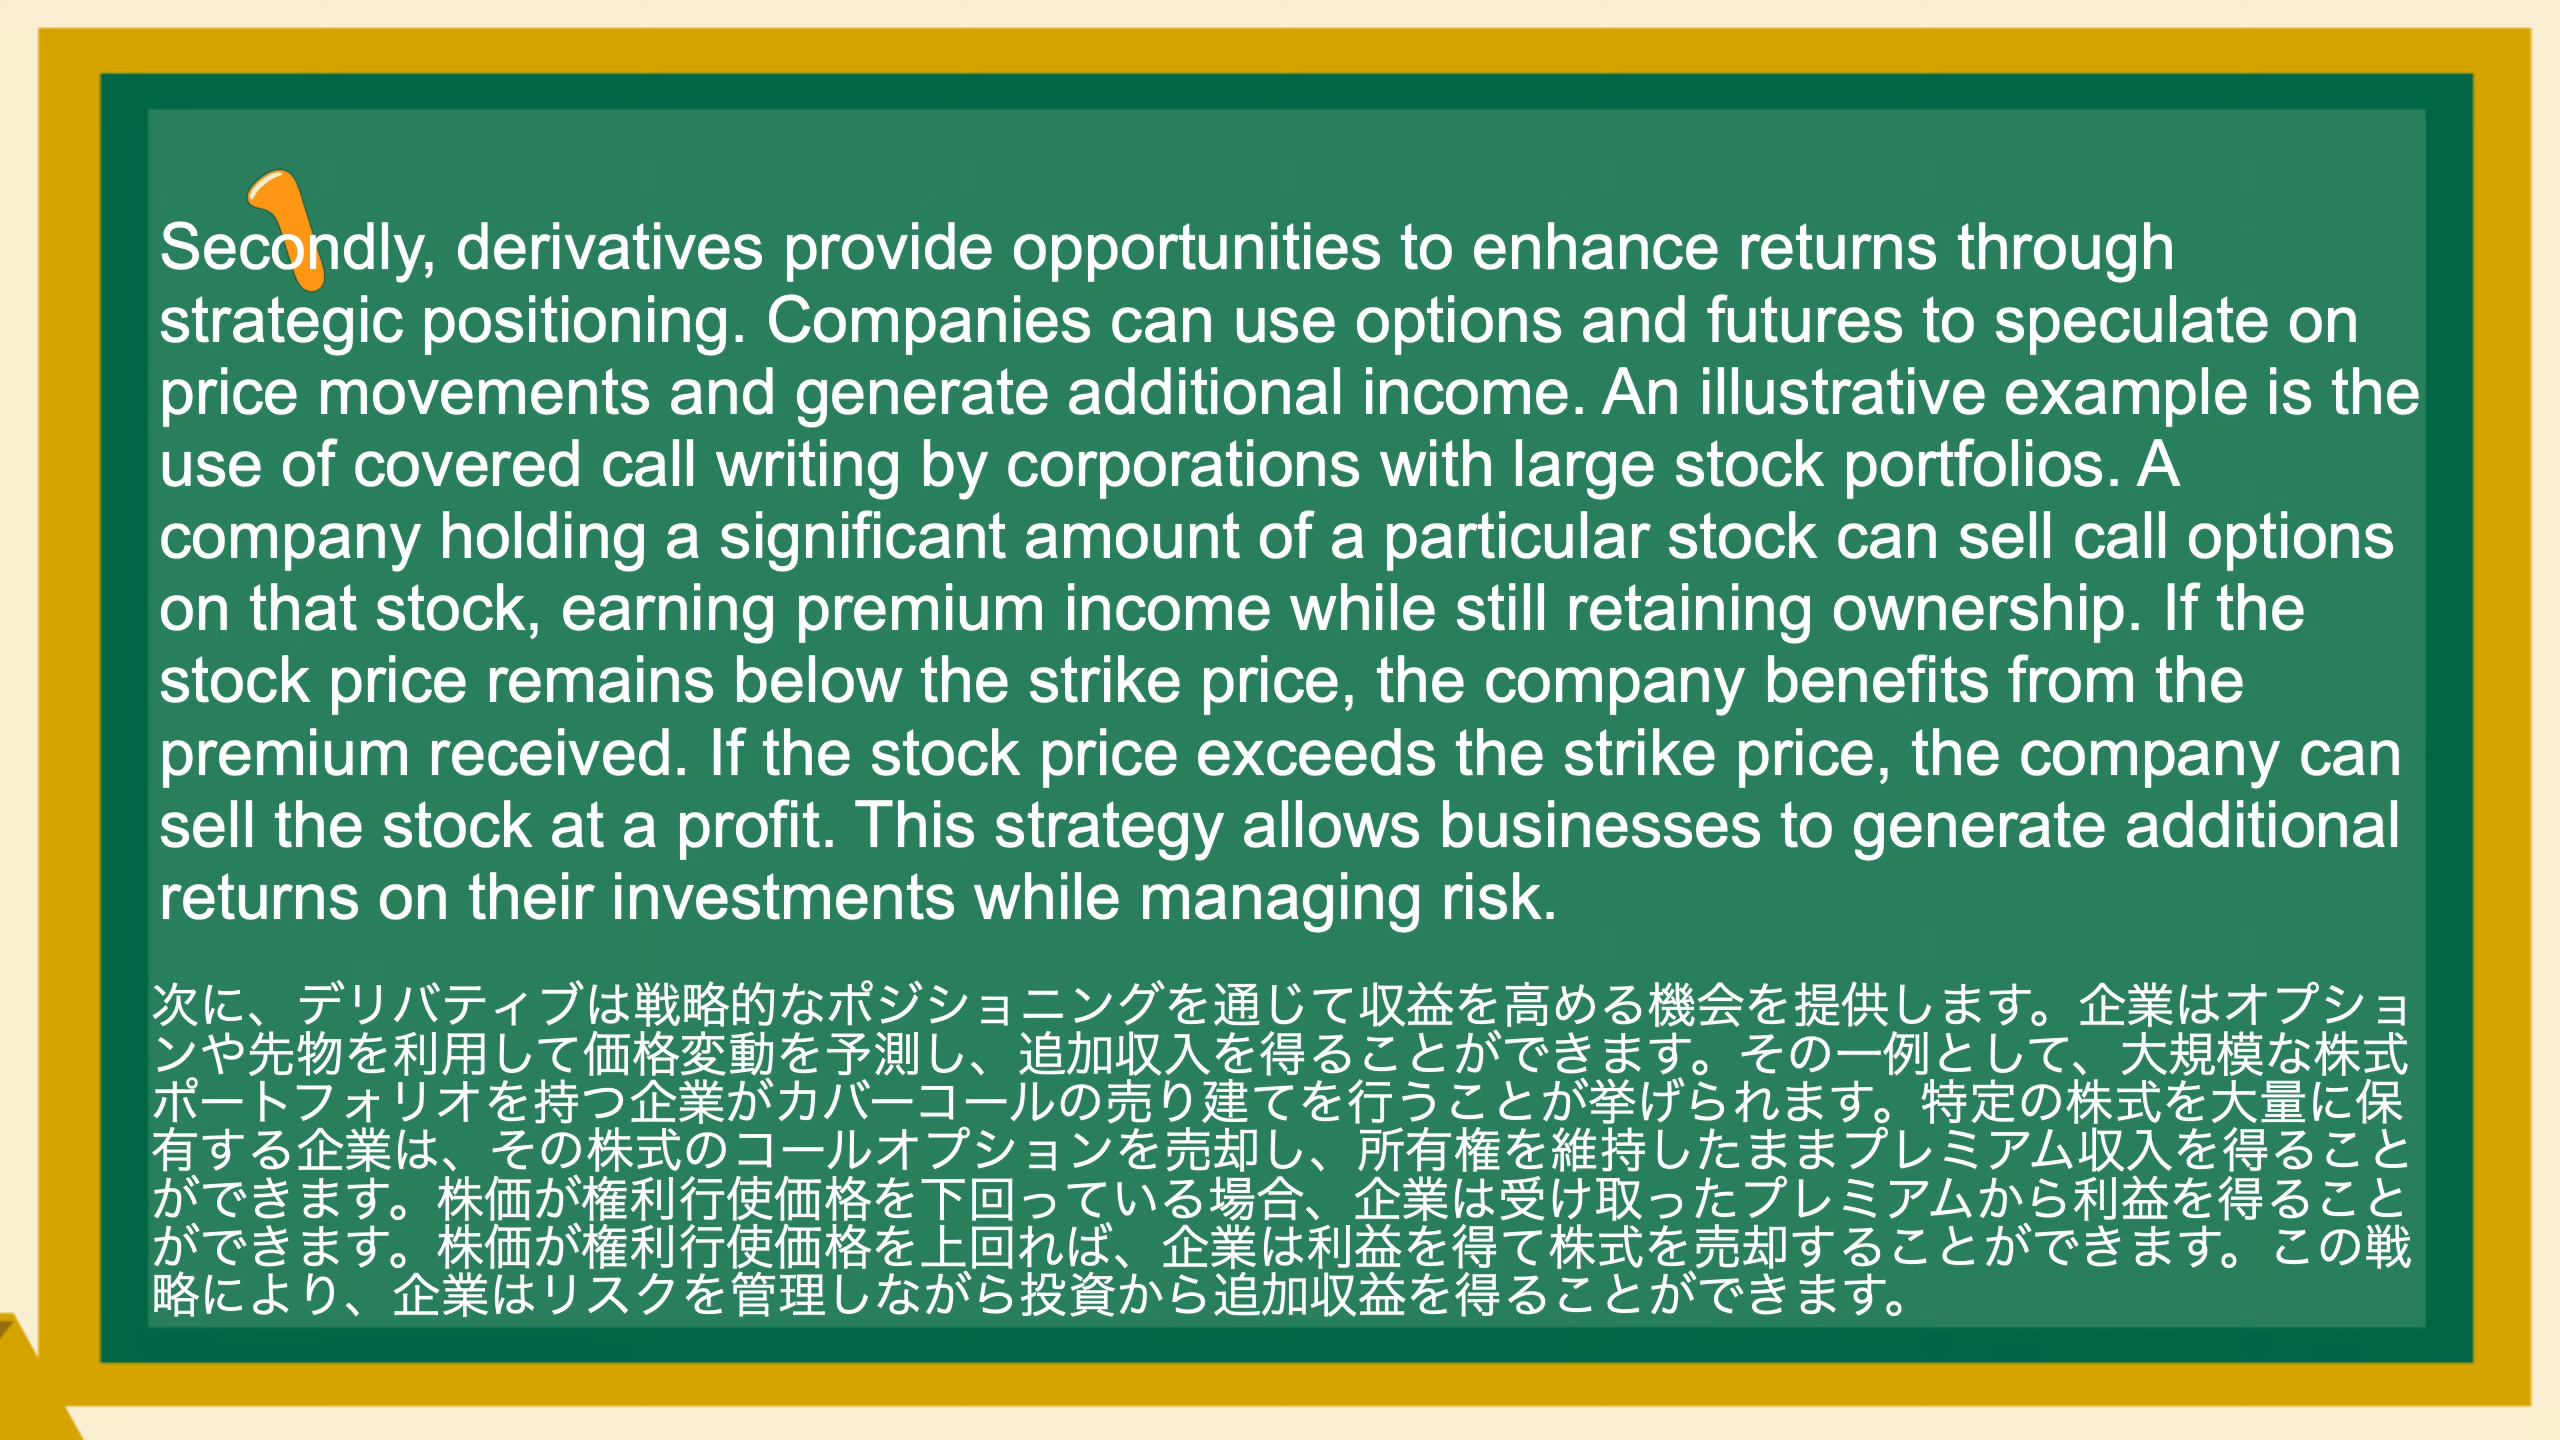 Secondly, derivatives provide opportunities to enhance returns through
strategic positioning. Companies can use options and futures to speculate on
price movements and generate additional income. An illustrative example is the
use of covered call writing by corporations with large stock portfolios. A
company holding a significant amount of a particular stock can sell call options
on that stock, earning premium income while still retaining ownership. If the
stock price remains below the strike price, the company benefits from the
premium received. If the stock price exceeds the strike price, the company can
sell the stock at a profit. This strategy allows businesses to generate additional
returns on their investments while managing risk.
次に、デリバティブは戦略的なポジショニングを通じて収益を高める機会を提供します。企業はオプショ
ンや先物を利用して価格変動を予測し、追加収入を得ることができます。その一例として、大規模な株式
ポートフォリオを持つ企業がカバーコールの売り建てを行うことが挙げられます。特定の株式を大量に保
有する企業は、その株式のコールオプションを売却し、所有権を維持したままプレミアム収入を得ること
ができます。株価が権利行使価格を下回っている場合、企業は受け取ったプレミアムから利益を得ること
ができます。株価が権利行使価格を上回れば、企業は利益を得て株式を売却することができます。この戦
略により、企業はリスクを管理しながら投資から追加収益を得ることができます。